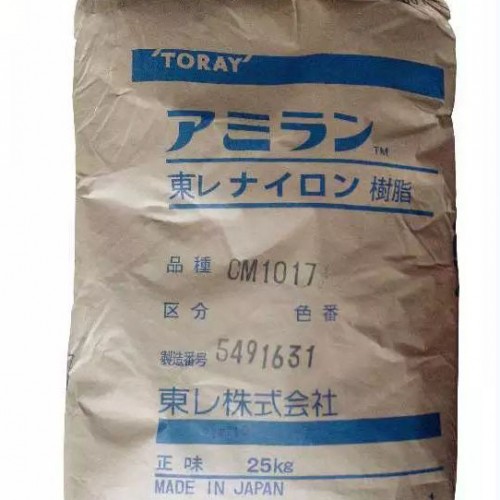 'TORAY'
アミラン™
東レナイロン樹脂
品種 CM1017
区分 色番
製造番号 5491631
東レ株式会社
正味 25kg
MADE IN JAPAN